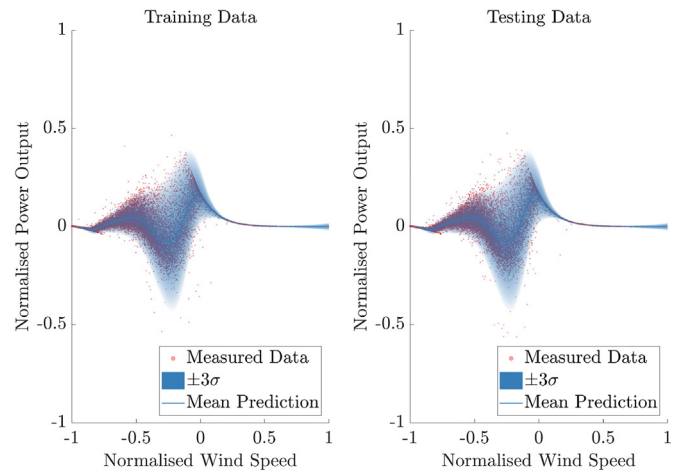 Training Data
1
0.5
0
-0.5
-1
-1
-0.5
0
0.5
1
Normalised Power Output
Normalised Wind Speed
Measured Data
±3σ
Mean Prediction
Testing Data
1
0.5
0
-0.5
-1
-1
-0.5
0
0.5
1
Normalised Power Output
Normalised Wind Speed
Measured Data
±3σ
Mean Prediction